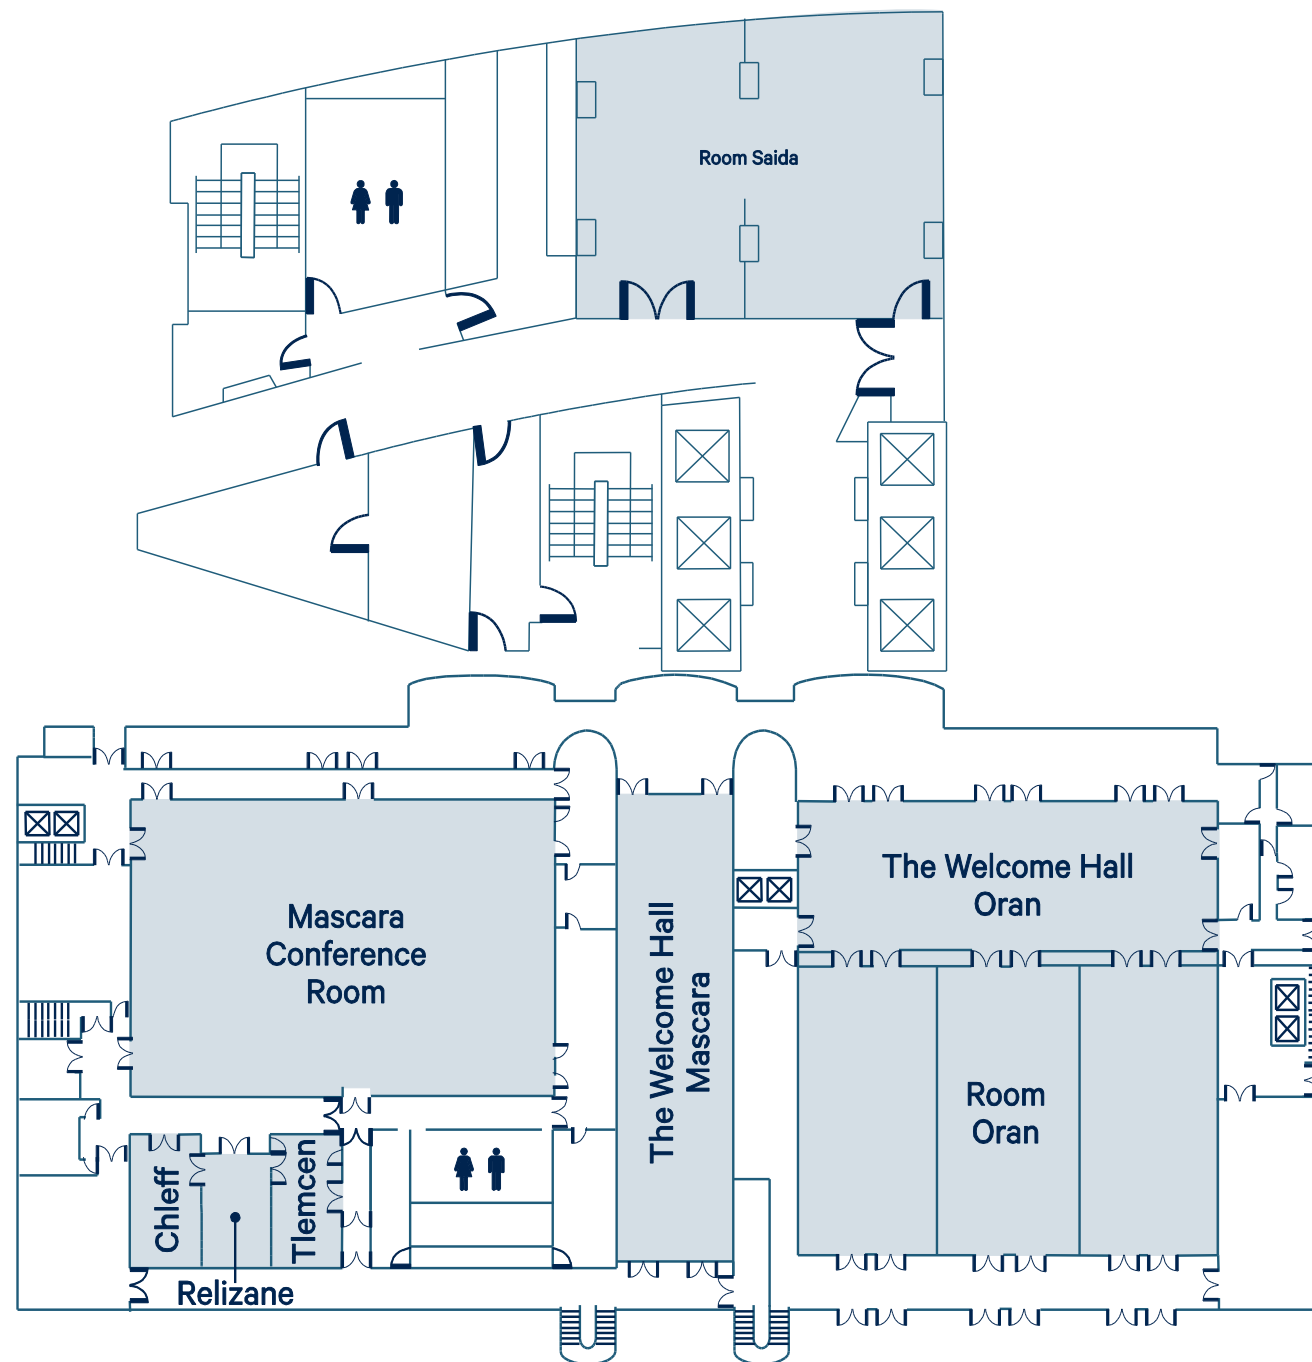 Room Saida
The Welcome Hall
Oran
Mascara
Conference
Room
The Welcome Hall
Mascara
Room
Oran
Chleff
Tlemcen
Relizane